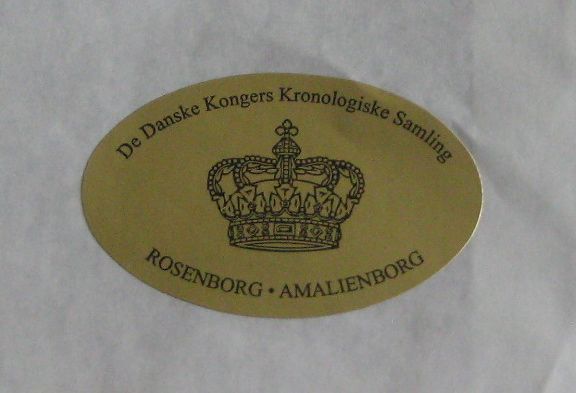 De Danske Kongers Kronologiske Samling
ROSENBORG • AMALIENBORG